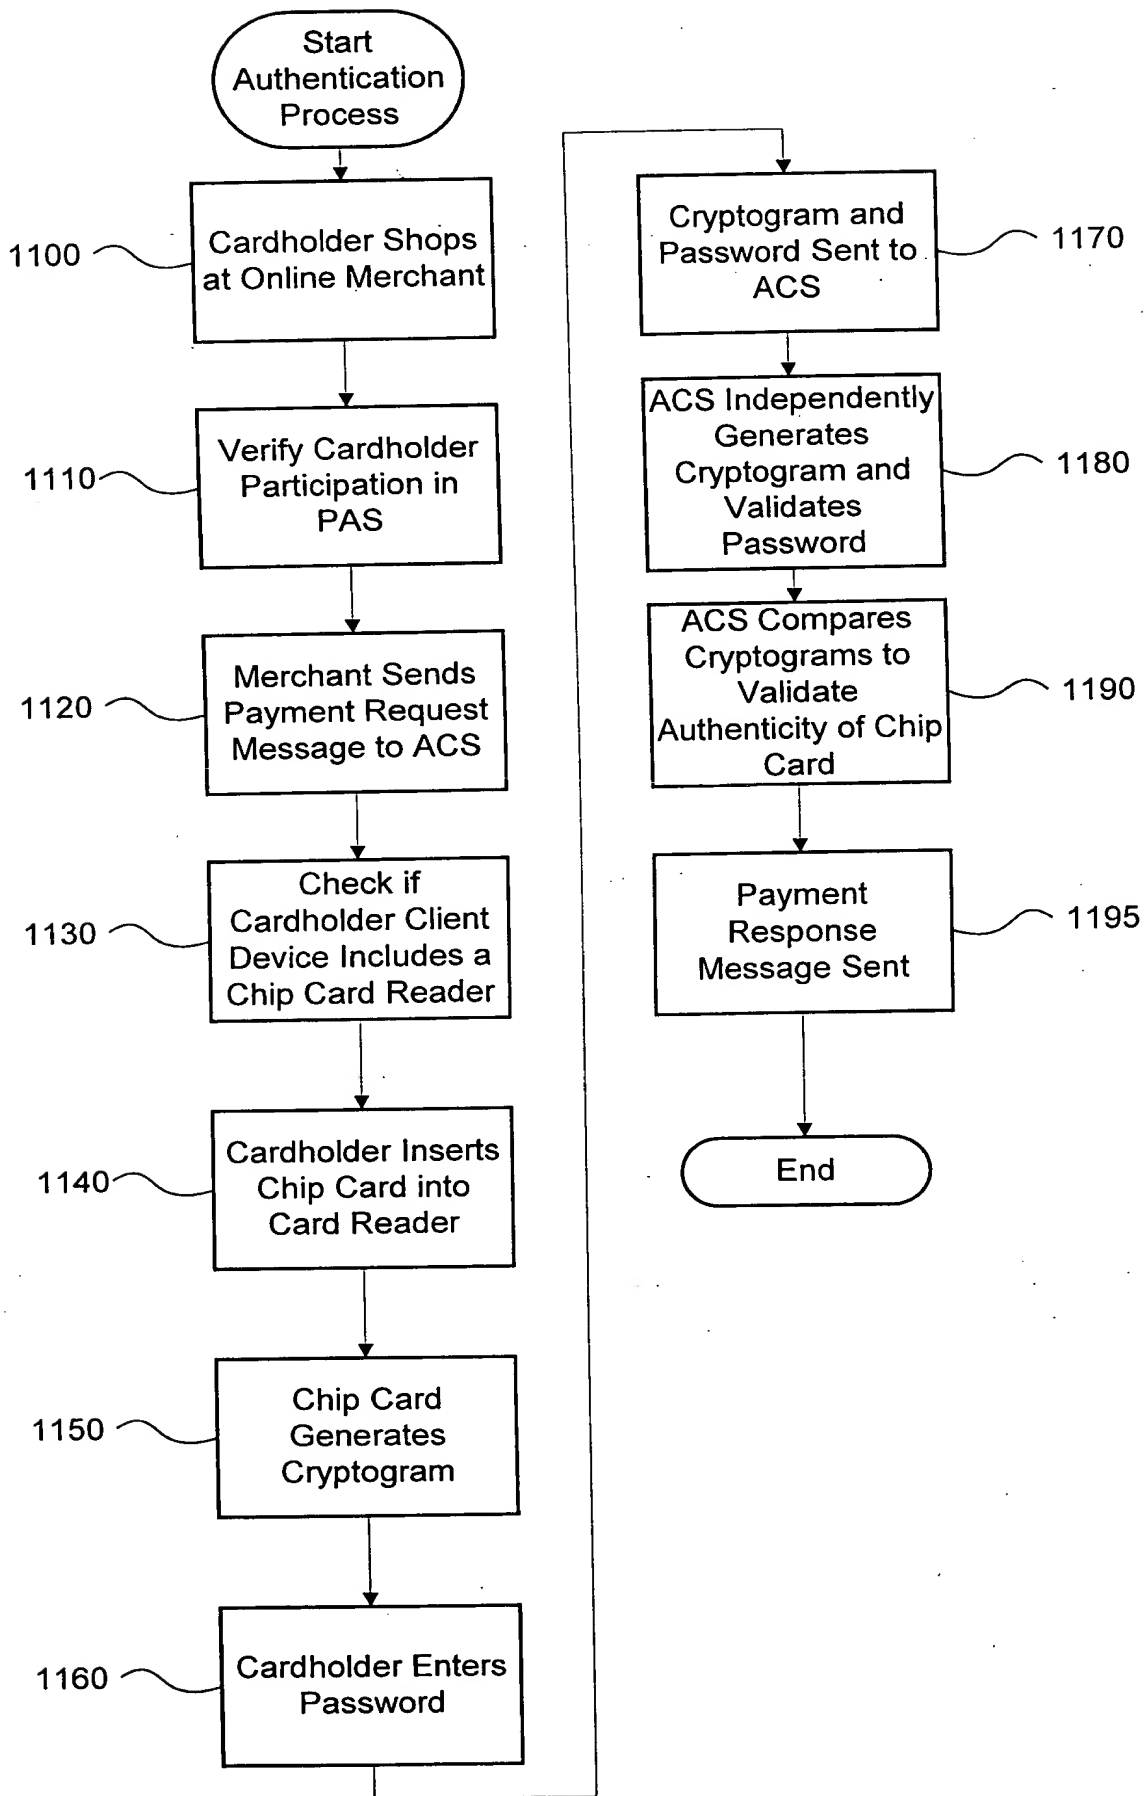 Start
Authentication
Process
1100
Cardholder Shops
at Online Merchant
1110
Verify Cardholder
Participation in
PAS
1120
Merchant Sends
Payment Request
Message to ACS
1130
Check if
Cardholder Client
Device Includes a
Chip Card Reader
1140
Cardholder Inserts
Chip Card into
Card Reader
1150
Chip Card
Generates
Cryptogram
1160
Cardholder Enters
Password
Cryptogram and
Password Sent to
ACS
1170
ACS Independently
Generates
Cryptogram and
Validates
Password
1180
ACS Compares
Cryptograms to
Validate
Authenticity of Chip
Card
1190
Payment
Response
Message Sent
1195
End